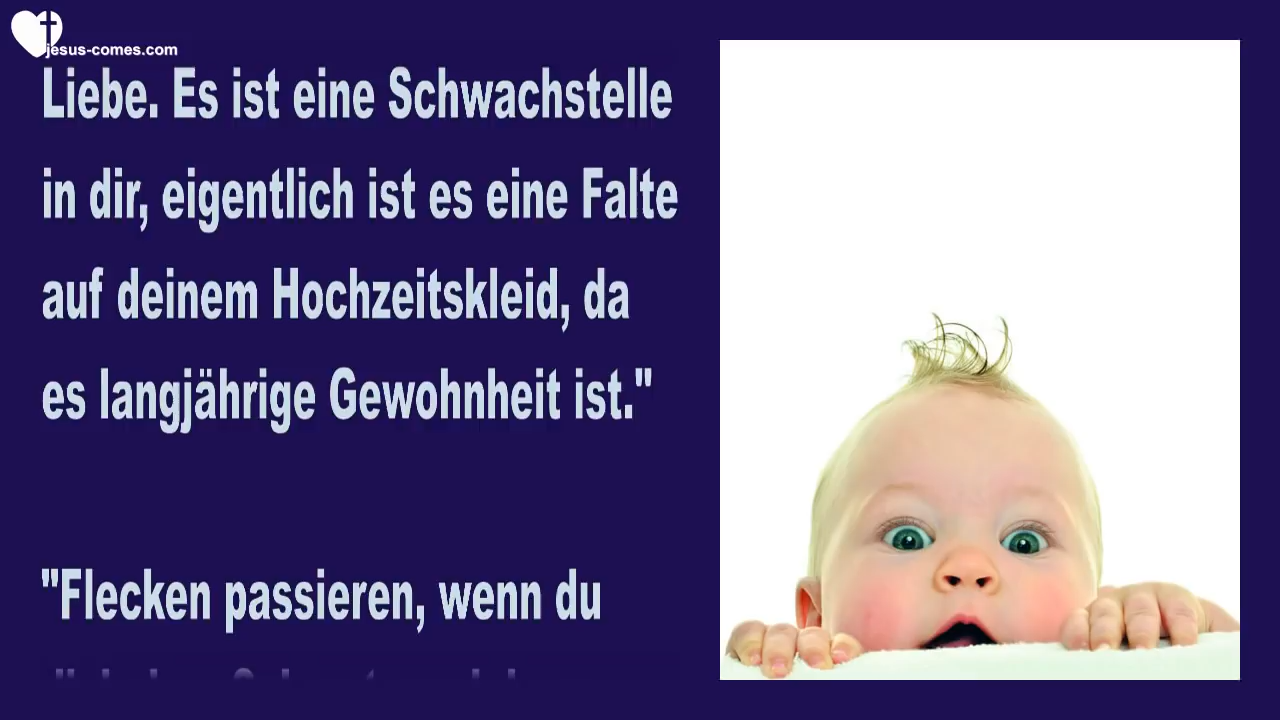 jesus-comes.com
Liebe. Es ist eine Schwachstelle
in dir, eigentlich ist es eine Falte
auf deinem Hochzeitskleid, da
es langjährige Gewohnheit ist."
"Flecken passieren, wenn du